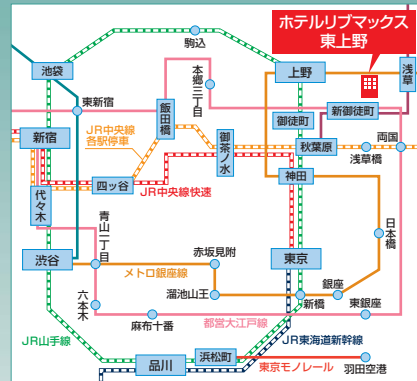 ホテルリブマックス
東上野
駒込
池袋
上野
浅草
本郷三丁目
東新宿
飯田橋
新御徒町
御徒町
JR中央線
各駅停車
新宿
御茶ノ水
秋葉原
両国
浅草橋
四ッ谷
神田
JR中央線快速
代々木
青山一丁目
日本橋
赤坂見附
渋谷
東京
メトロ銀座線
溜池山王
銀座
六本木
新橋
東銀座
麻布十番
都営大江戸線
JR山手線
JR東海道新幹線
品川
浜松町
東京モノレール
羽田空港